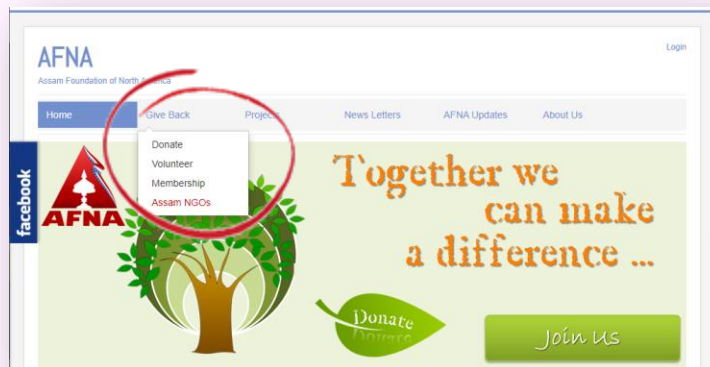 AFNA
Login
Assam Foundation of North America
Home Give Back Projects News Letters AFNA Updates About Us
Donate
Volunteer
Membership
Assam NGOs
facebook
AFNA
Together we
can make
a difference ...
Donate
Join Us